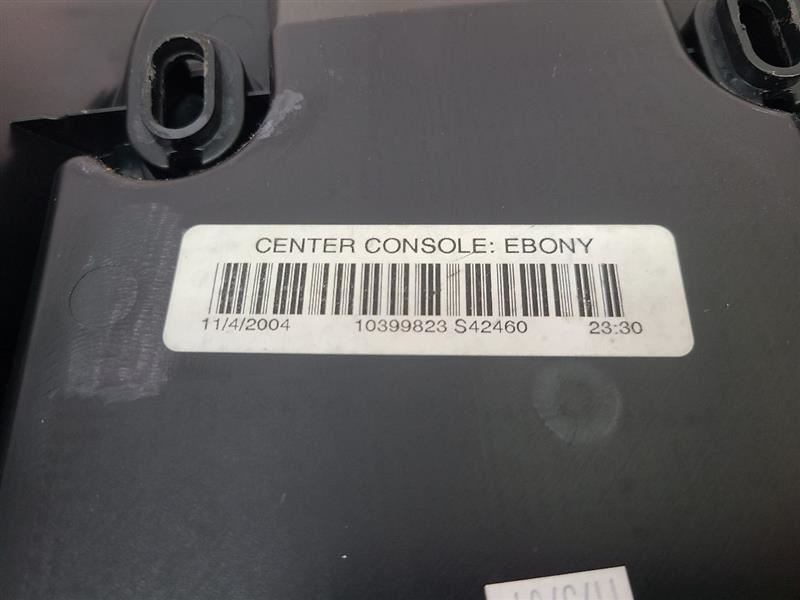 CENTER CONSOLE: EBONY
11/4/2004 10399823 S42460 23:30